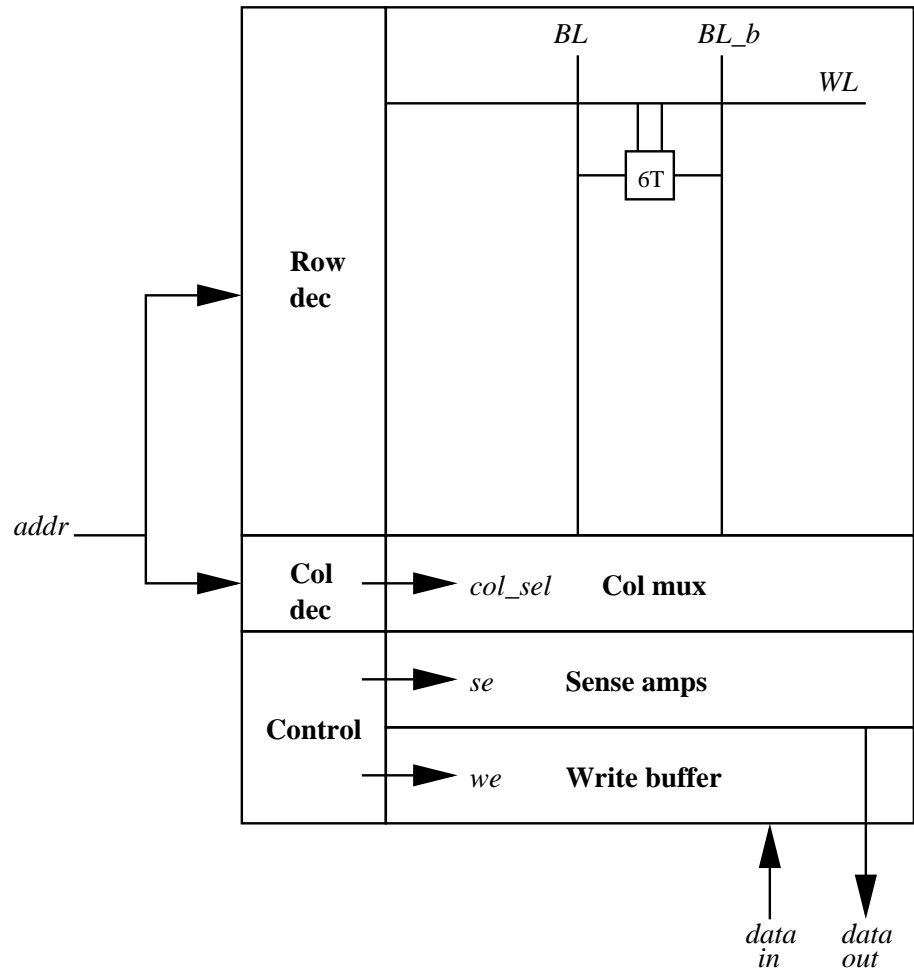 BL BL_b
WL
6T
Row
dec
addr
Col
dec
col_sel Col mux
se Sense amps
Control
we Write buffer
data
in
data
out